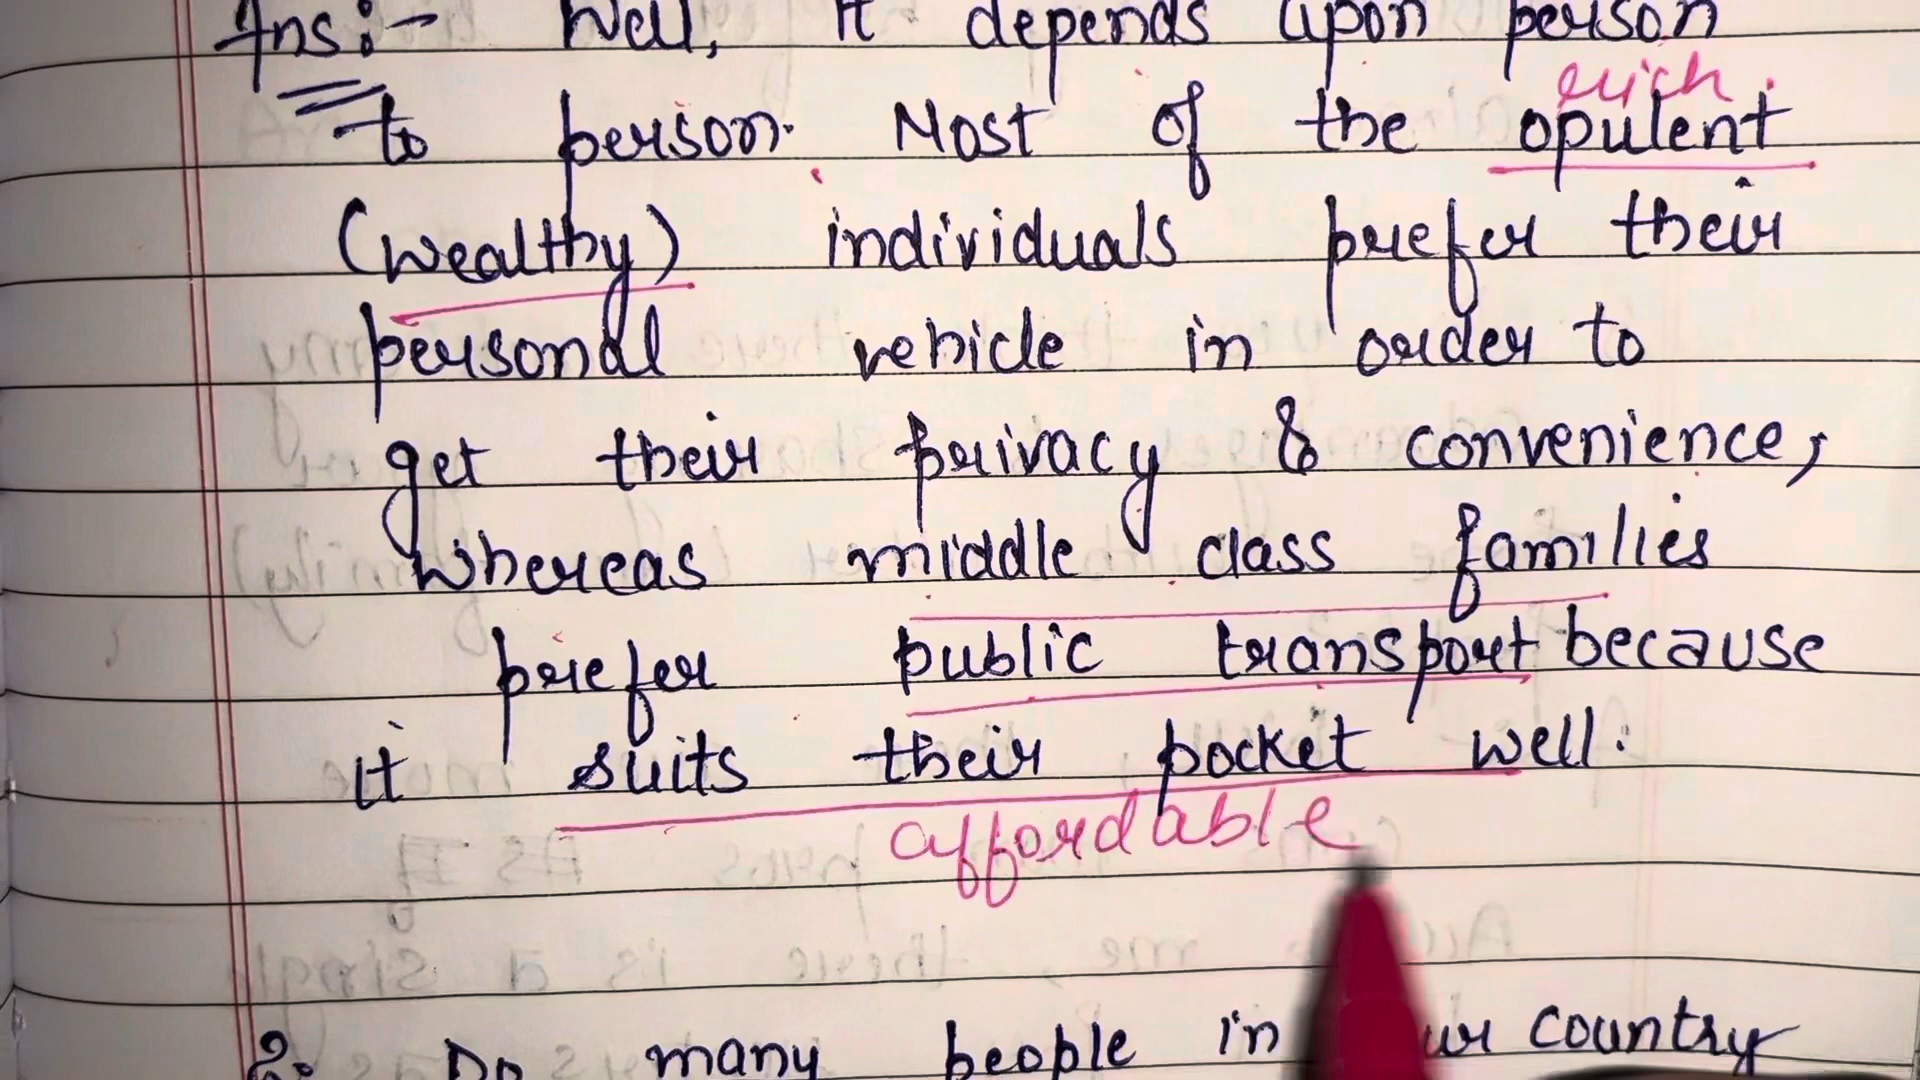 Ans:- Well, it depends upon person
rich.
to person. Most of the opulent
(wealthy) individuals prefer their
personal vehicle in order to
get their privacy & convenience,
whereas middle class families
prefer public transport because
it suits their pocket well.
affordable
Q: Do many people in country